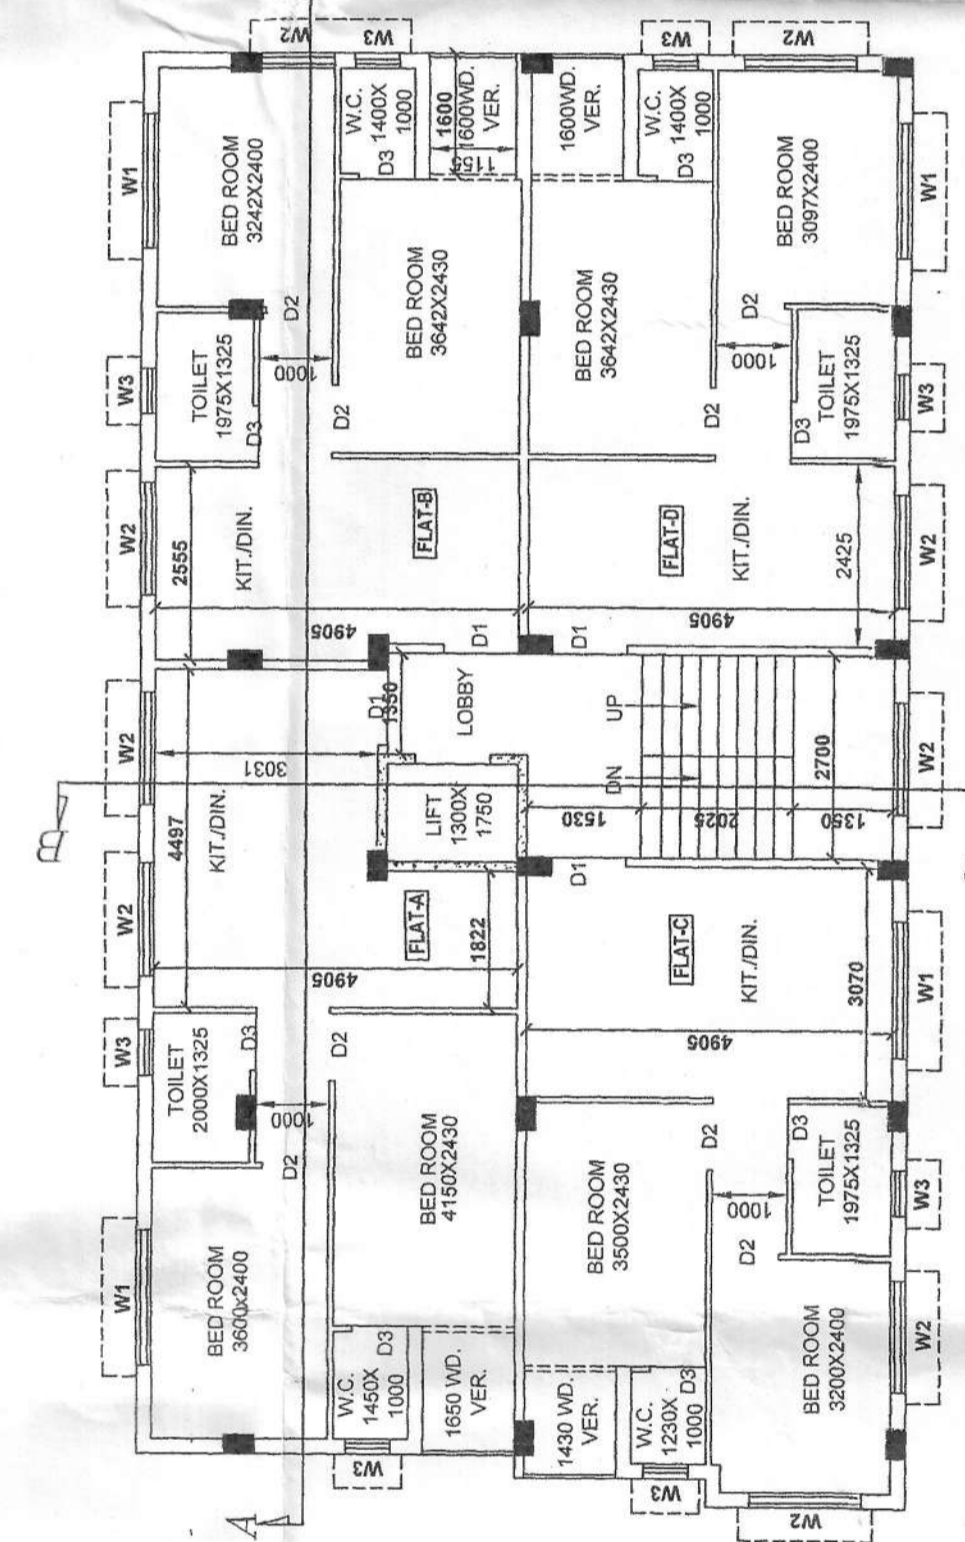 W2
W3
W3
W2
W1
BED ROOM
3242X2400
W.C.
1400X
1000
D3
1600
1600WD.
VER.
1155
1600WD.
VER.
W.C.
1400X
1000
D3
BED ROOM
3097X2400
W1
D2
BED ROOM
3642X2430
BED ROOM
3642X2430
D2
W3
TOILET
1975X1325
D3
1000
D2
D2
1000
D3
TOILET
1975X1325
W3
W2
2555
KIT./DIN.
FLAT-B
FLAT-D
KIT./DIN.
2425
W2
4905
D1
D1
4905
W2
3031
D1
1350
LOBBY
UP
DN
2700
W2
4497
KIT./DIN.
LIFT
1300X
1750
1530
2025
1350
W2
FLAT-A
1822
D1
FLAT-C
KIT./DIN.
3070
W1
4905
4905
W3
TOILET
2000X1325
D3
D2
1000
D2
D2
D3
TOILET
1975X1325
W3
1000
D2
W1
BED ROOM
3600x2400
BED ROOM
4150X2430
BED ROOM
3500X2430
BED ROOM
3200X2400
W2
W.C.
1450X
1000
D3
1650 WD.
VER.
1430 WD.
VER.
W.C.
1230X
1000
D3
W3
W3
W2
A
B